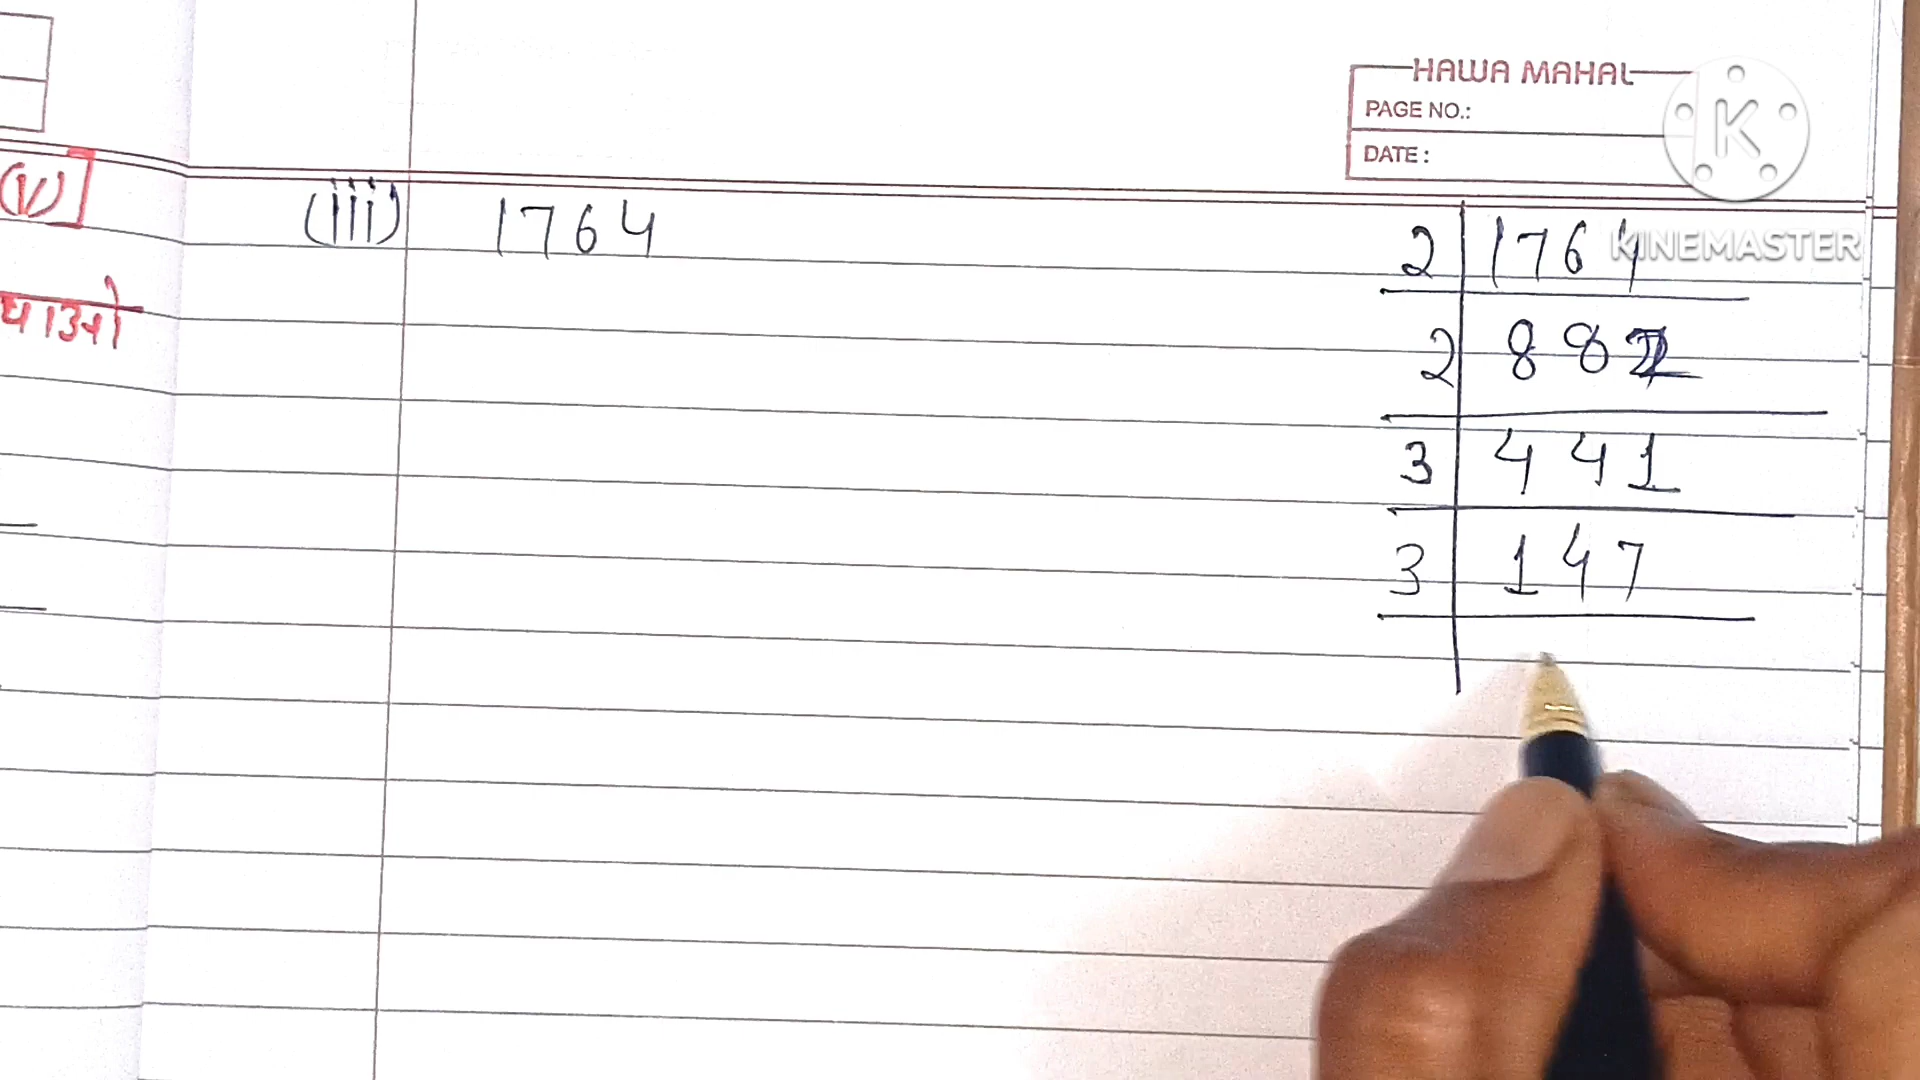 HAWA MAHAL
PAGE NO.:
DATE :
K
KINEMASTER
(V)
(iii) 1764
2 1764
2 882
3 441
3 147